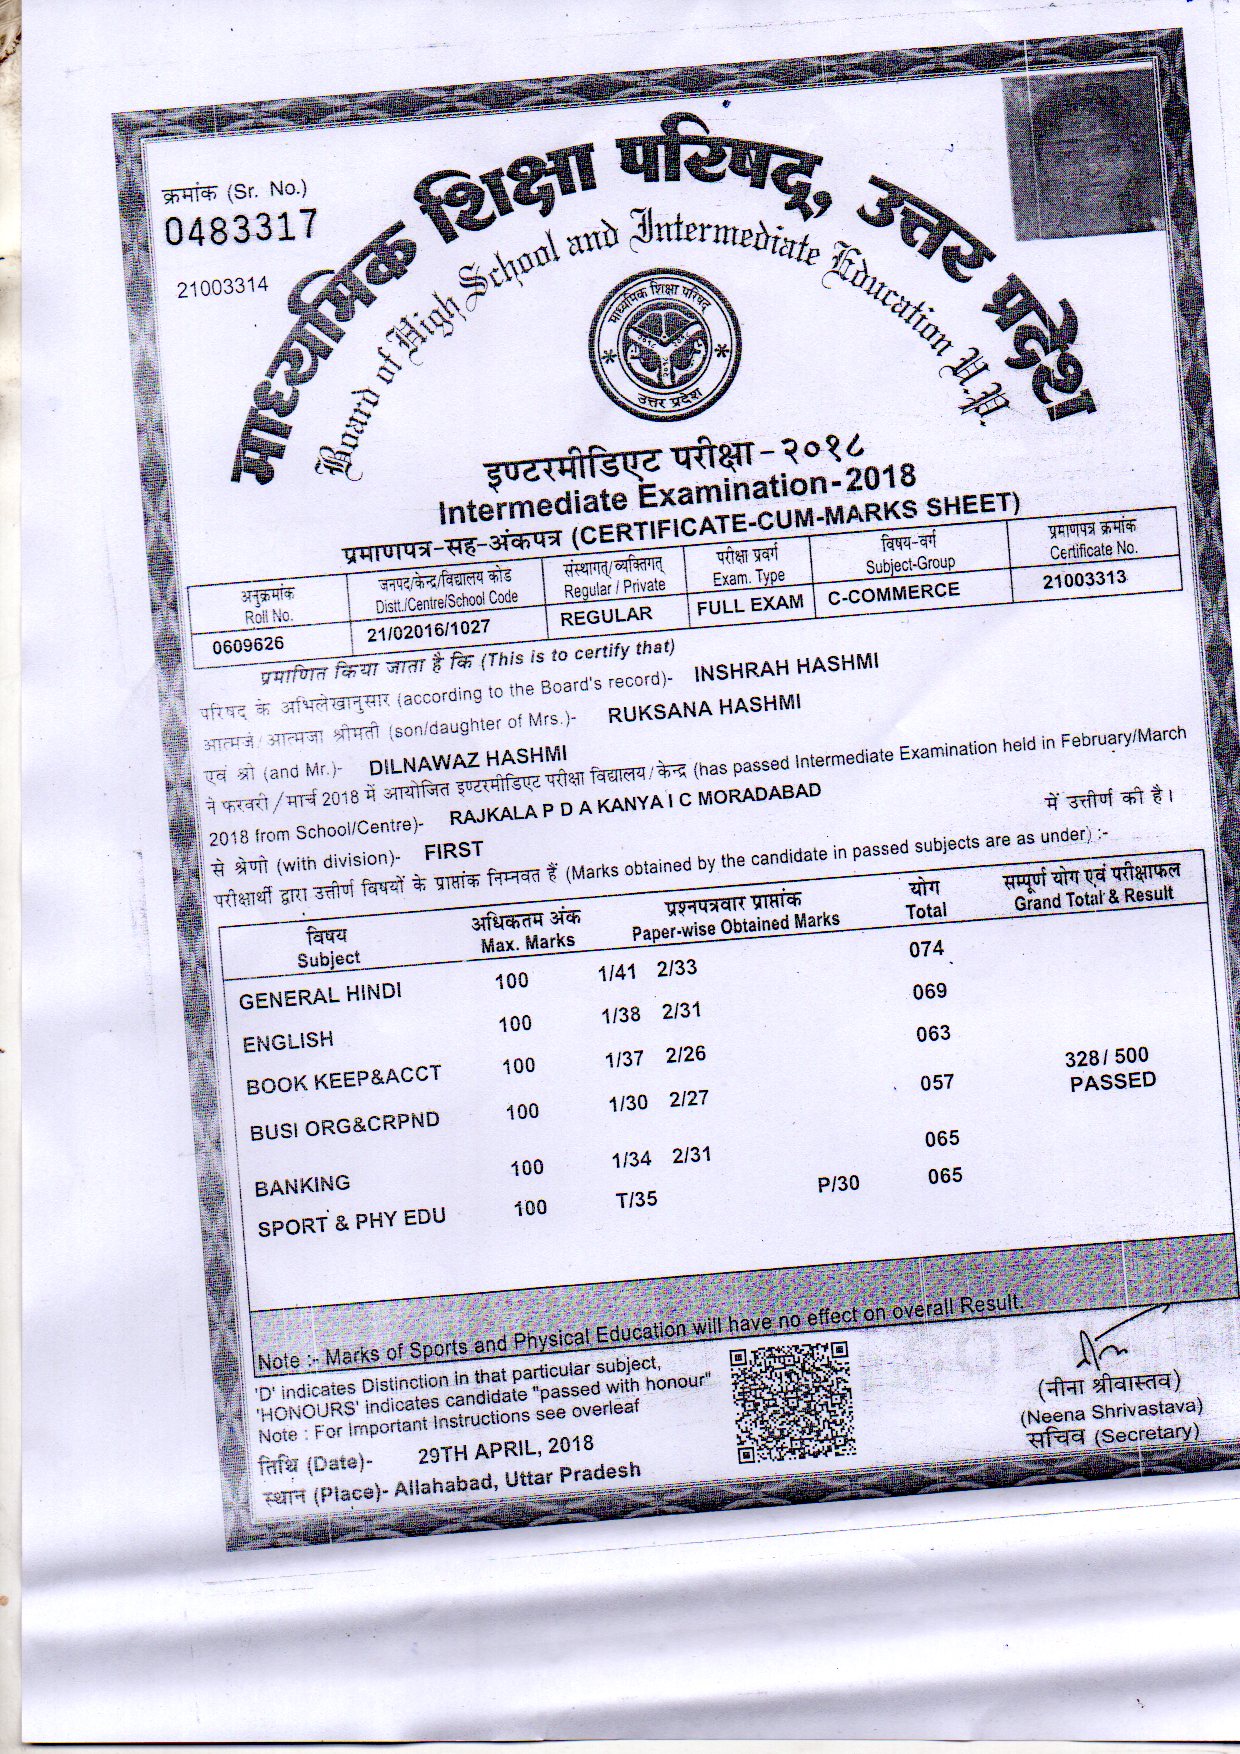 क्रमांक (Sr. No.)
0483317
21003314
माध्यमिक शिक्षा परिषद्, उत्तर प्रदेश
Board of High School and Intermediate Education U.P.
माध्यमिक शिक्षा परिषद्
उत्तर प्रदेश
इण्टरमीडिएट परीक्षा - २०१८
Intermediate Examination-2018
प्रमाणपत्र-सह-अंकपत्र (CERTIFICATE-CUM-MARKS SHEET)
अनुक्रमांक जनपद/केन्द्र/विद्यालय कोड संस्थागत्/व्यक्तिगत् परीक्षा प्रवर्ग विषय-वर्ग प्रमाणपत्र क्रमांक
Roll No. Distt./Centre/School Code Regular / Private Exam. Type Subject-Group Certificate No.
0609626 21/02016/1027 REGULAR FULL EXAM C-COMMERCE 21003313
प्रमाणित किया जाता है कि (This is to certify that)
परिषद के अभिलेखानुसार (according to the Board's record)- INSHRAH HASHMI
आत्मज/आत्मजा श्रीमती (son/daughter of Mrs.)- RUKSANA HASHMI
एवं श्री (and Mr.)- DILNAWAZ HASHMI
ने फरवरी/मार्च 2018 में आयोजित इण्टरमीडिएट परीक्षा विद्यालय/केन्द्र (has passed Intermediate Examination held in February/March
2018 from School/Centre)- RAJKALA P D A KANYA I C MORADABAD में उत्तीर्ण की है।
से श्रेणी (with division)- FIRST
परीक्षार्थी द्वारा उत्तीर्ण विषयों के प्राप्तांक निम्नवत हैं (Marks obtained by the candidate in passed subjects are as under) :-
विषय अधिकतम अंक प्रश्नपत्रवार प्राप्तांक योग सम्पूर्ण योग एवं परीक्षाफल
Subject Max. Marks Paper-wise Obtained Marks Total Grand Total & Result
GENERAL HINDI 100 1/41 2/33 074
ENGLISH 100 1/38 2/31 069
BOOK KEEP&ACCT 100 1/37 2/26 063
328/ 500
BUSI ORG&CRPND 100 1/30 2/27 057
PASSED
BANKING 100 1/34 2/31 065
SPORT & PHY EDU 100 T/35 P/30 065
Note :- Marks of Sports and Physical Education will have no effect on overall Result.
'D' indicates Distinction in that particular subject,
'HONOURS' indicates candidate "passed with honour"
Note : For Important Instructions see overleaf
तिथि (Date)- 29TH APRIL, 2018
स्थान (Place)- Allahabad, Uttar Pradesh
(नीना श्रीवास्तव)
(Neena Shrivastava)
सचिव (Secretary)